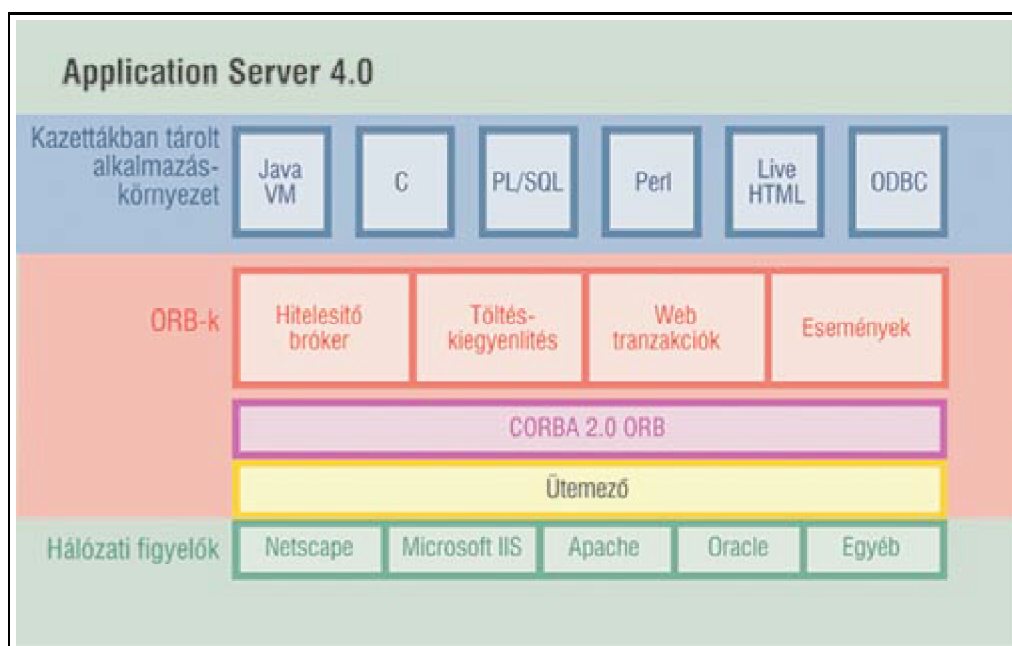 Application Server 4.0
Kazettákban tárolt
alkalmazás-
környezet
Java
VM
C
PL/SQL
Perl
Live
HTML
ODBC
ORB-k
Hitelesítő
bróker
Töltés-
kiegyenlítés
Web
tranzakciók
Események
CORBA 2.0 ORB
Ütemező
Hálózati figyelők
Netscape
Microsoft IIS
Apache
Oracle
Egyéb